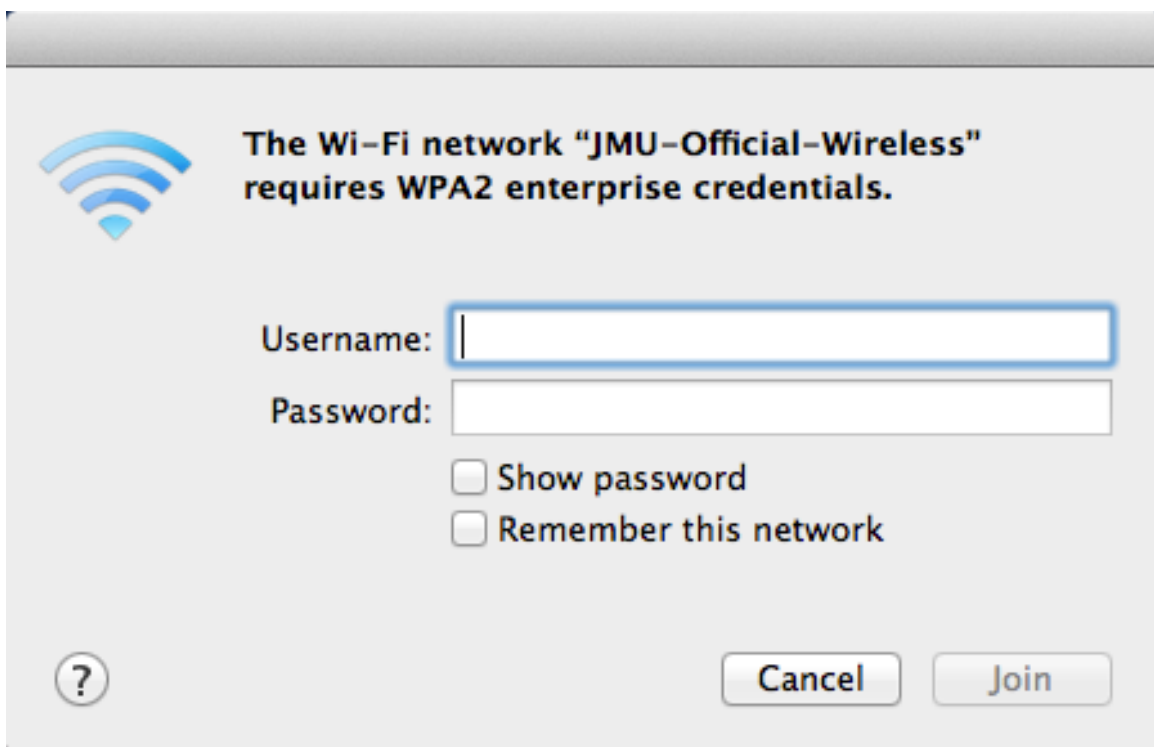 The Wi-Fi network “JMU-Official-Wireless”
requires WPA2 enterprise credentials.
Username:
Password:
Show password
Remember this network
?
Cancel
Join